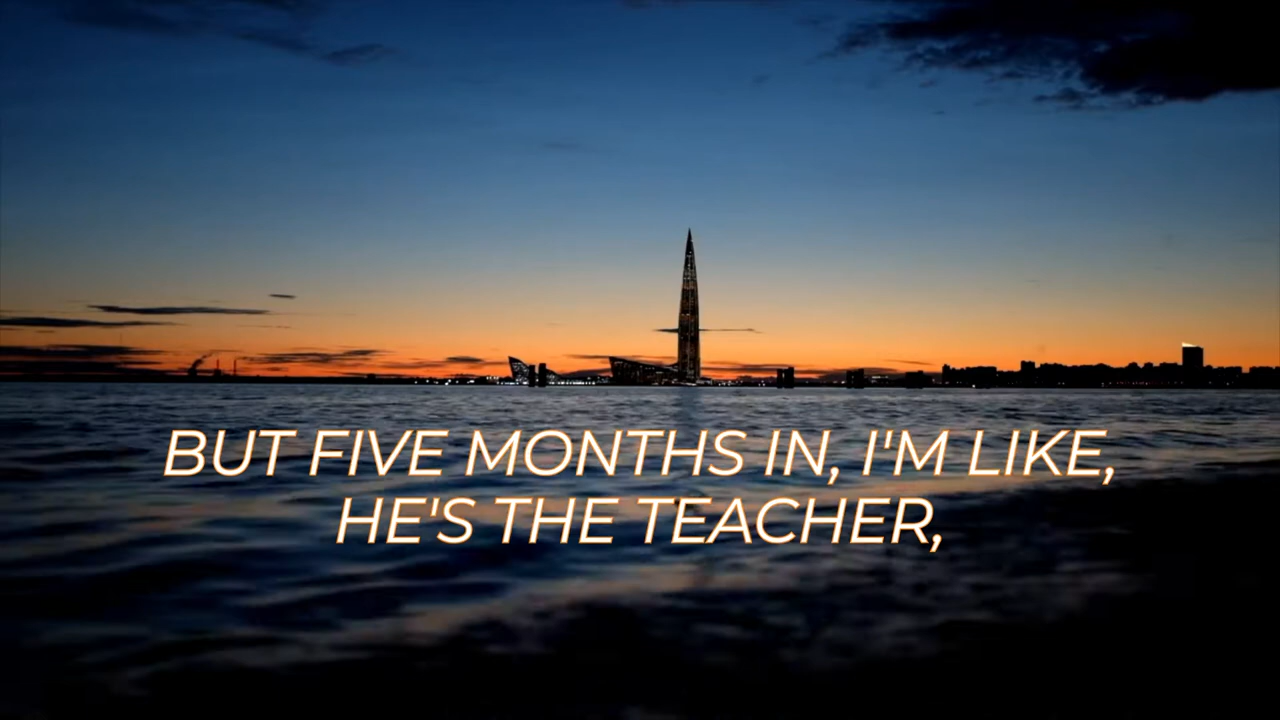 BUT FIVE MONTHS IN, I'M LIKE,
HE'S THE TEACHER,